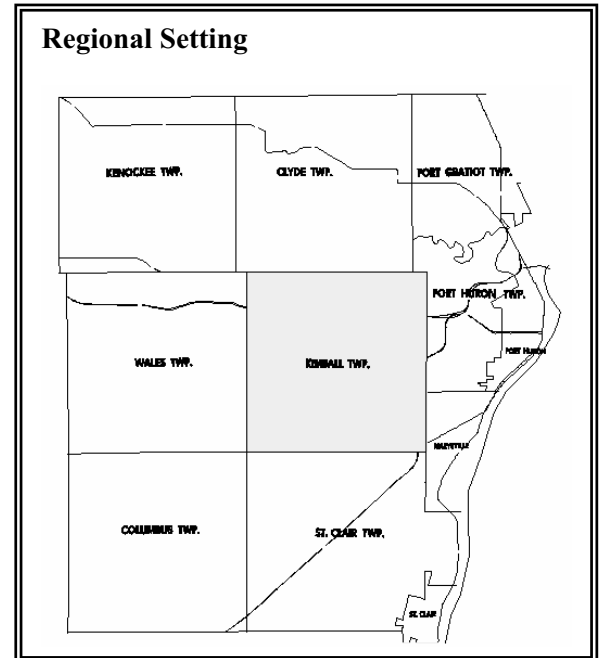 Regional Setting
KENOCKEE TWP.
CLYDE TWP.
FORT GRATIOT TWP.
PORT HURON TWP.
WALES TWP.
KIMBALL TWP.
PORT HURON
MARYSVILLE
COLUMBUS TWP.
ST. CLAIR TWP.
ST. CLAIR